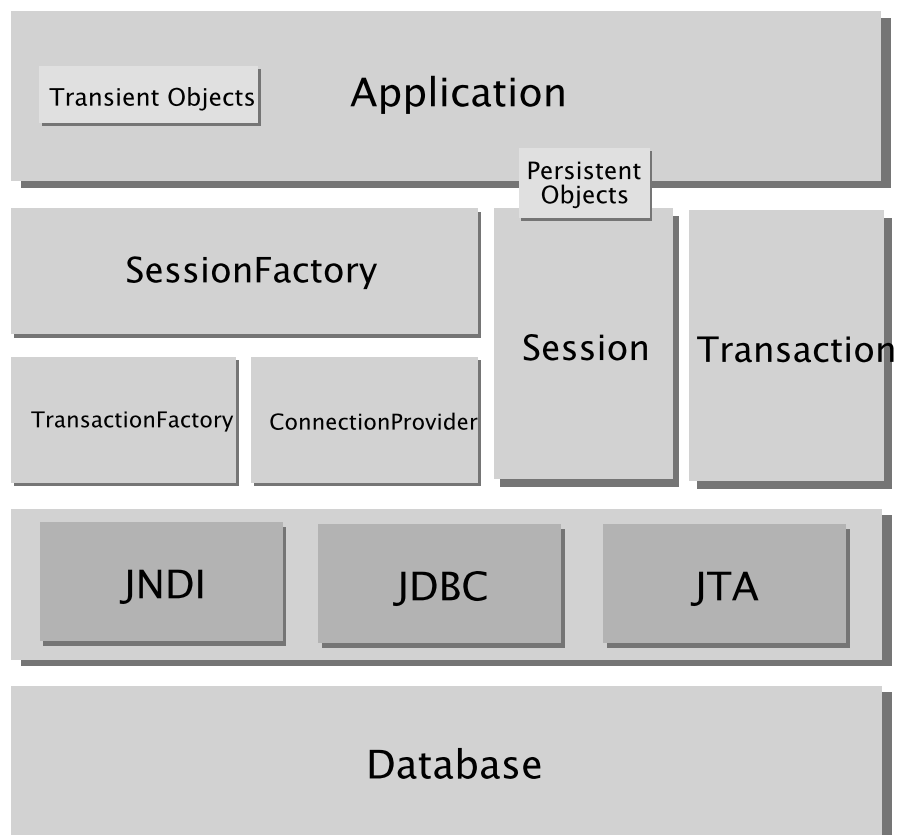 Transient Objects
Application
Persistent
Objects
SessionFactory
Session
Transaction
TransactionFactory
ConnectionProvider
JNDI
JDBC
JTA
Database